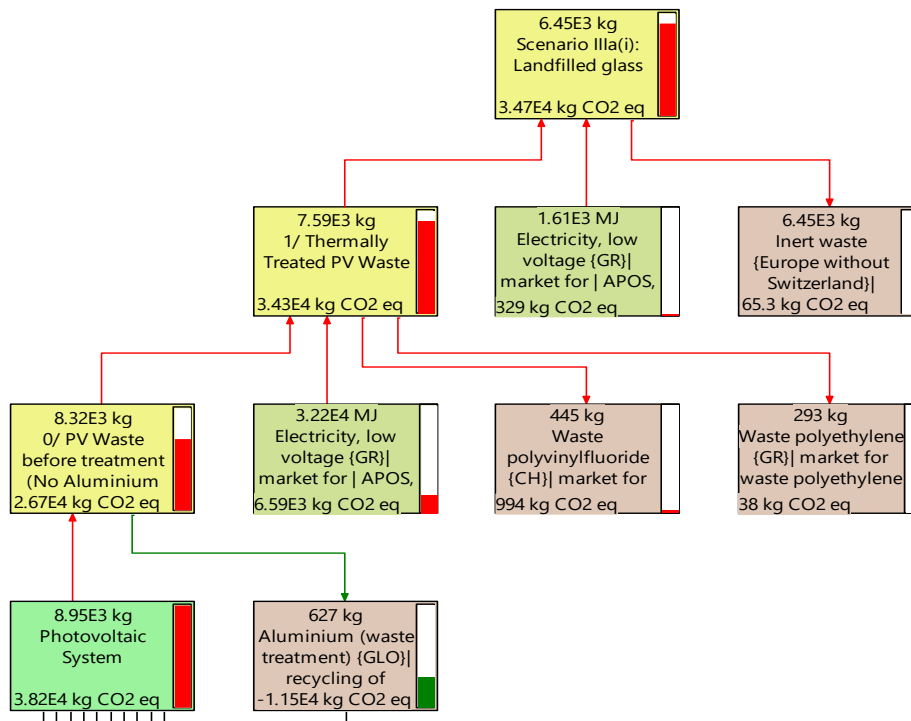 6.45E3 kg
Scenario IIIa(i):
Landfilled glass
3.47E4 kg CO2 eq
7.59E3 kg
1/ Thermally
Treated PV Waste
3.43E4 kg CO2 eq
1.61E3 MJ
Electricity, low
voltage {GR}|
market for | APOS,
329 kg CO2 eq
6.45E3 kg
Inert waste
{Europe without
Switzerland}|
65.3 kg CO2 eq
8.32E3 kg
0/ PV Waste
before treatment
(No Aluminium
2.67E4 kg CO2 eq
3.22E4 MJ
Electricity, low
voltage {GR}|
market for | APOS,
6.59E3 kg CO2 eq
445 kg
Waste
polyvinylfluoride
{CH}| market for
994 kg CO2 eq
293 kg
Waste polyethylene
{GR}| market for
waste polyethylene
38 kg CO2 eq
8.95E3 kg
Photovoltaic
System
3.82E4 kg CO2 eq
627 kg
Aluminium (waste
treatment) {GLO}|
recycling of
-1.15E4 kg CO2 eq